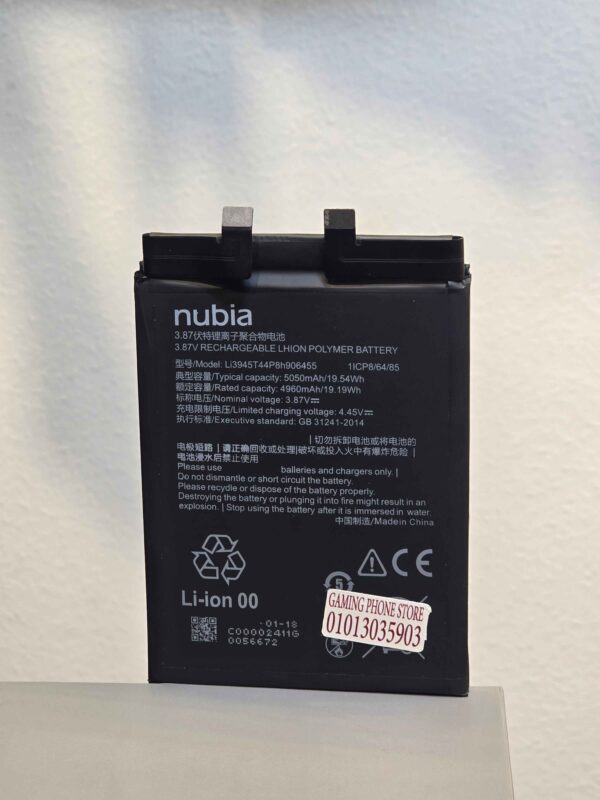 nubia
3.87伏特锂离子聚合物电池
3.87V RECHARGEABLE LHION POLYMER BATTERY
型号/Model: Li3945T44P8h906455 1ICP8/64/85
典型容量/Typical capacity: 5050mAh/19.54Wh
额定容量/Rated capacity: 4960mAh/19.19Wh
标称电压/Nominal voltage: 3.87V
充电限制电压/Limited charging voltage: 4.45V
执行标准/Executive standard: GB 31241-2014
| 切勿拆卸电池或将电池的
电极短路 | 请正确回收或处理|破坏或投入火中有爆炸危险 |
电池浸水后禁止使用
Please use batteries and chargers only. |
Do not dismantle or short circuit the battery.
Please recycle or dispose of the battery properly.
Destroying the battery or plunging it into fire might result in an
explosion. | Stop using the battery after it is immersed in water.
中国制造/Made in China
CE
5
Li-ion 00
GAMING PHONE STORE
01013035903
-01-18
C00002411G
0056672